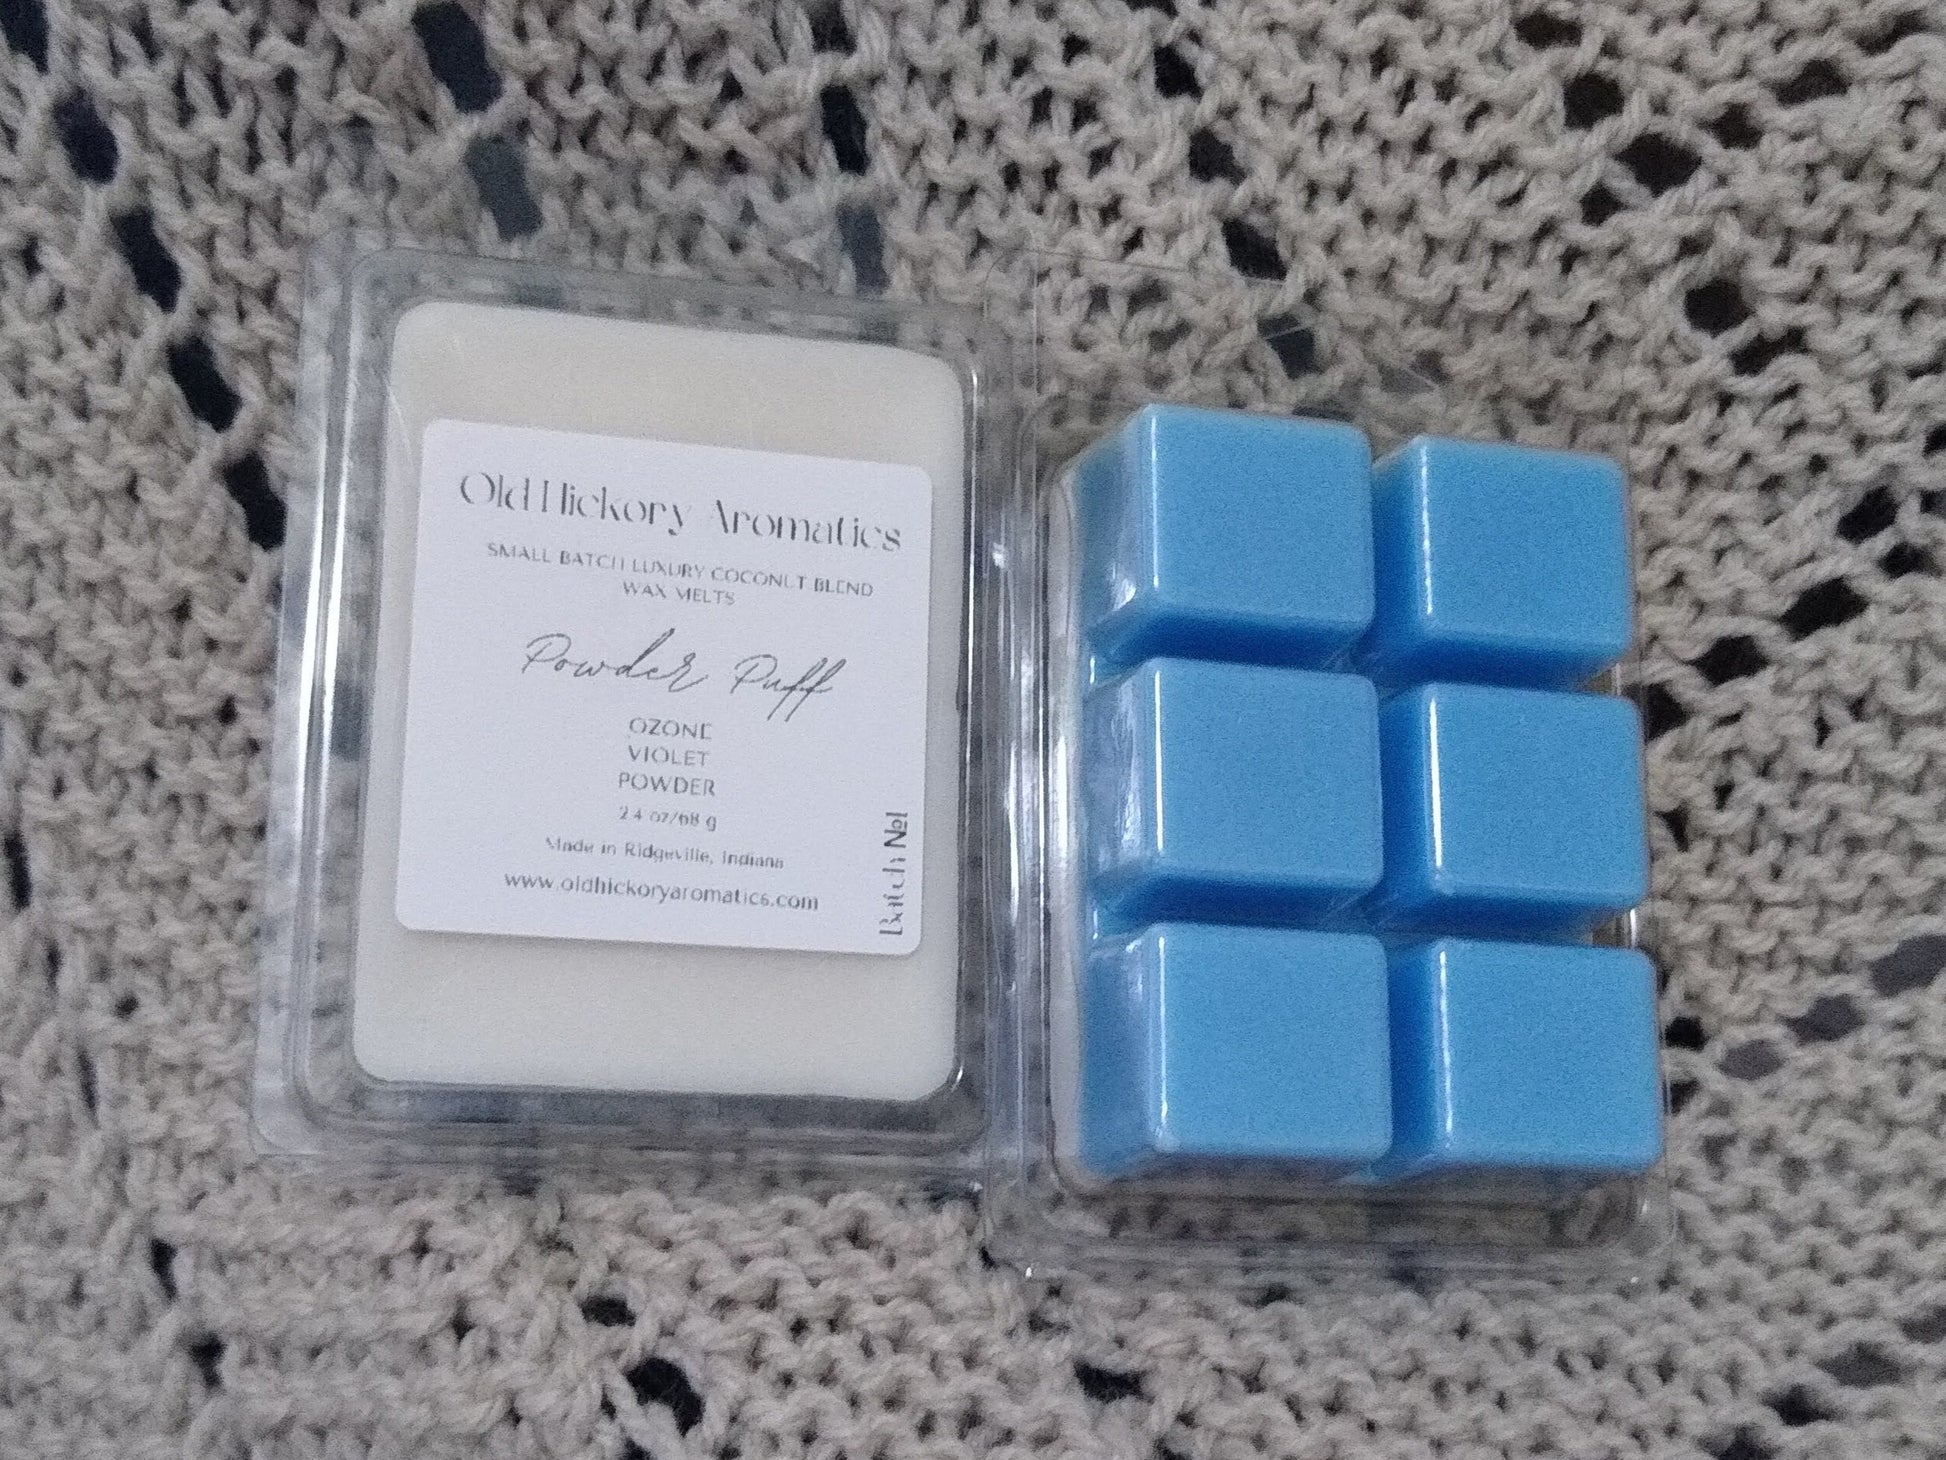 Old Hickory Aromatics
SMALL BATCH LUXURY COCONUT BLEND
WAX MELTS
Powder Puff
OZONE
VIOLET
POWDER
2.4 oz/68 g
Made in Ridgeville, Indiana
www.oldhickoryaromatics.com
Batch №1